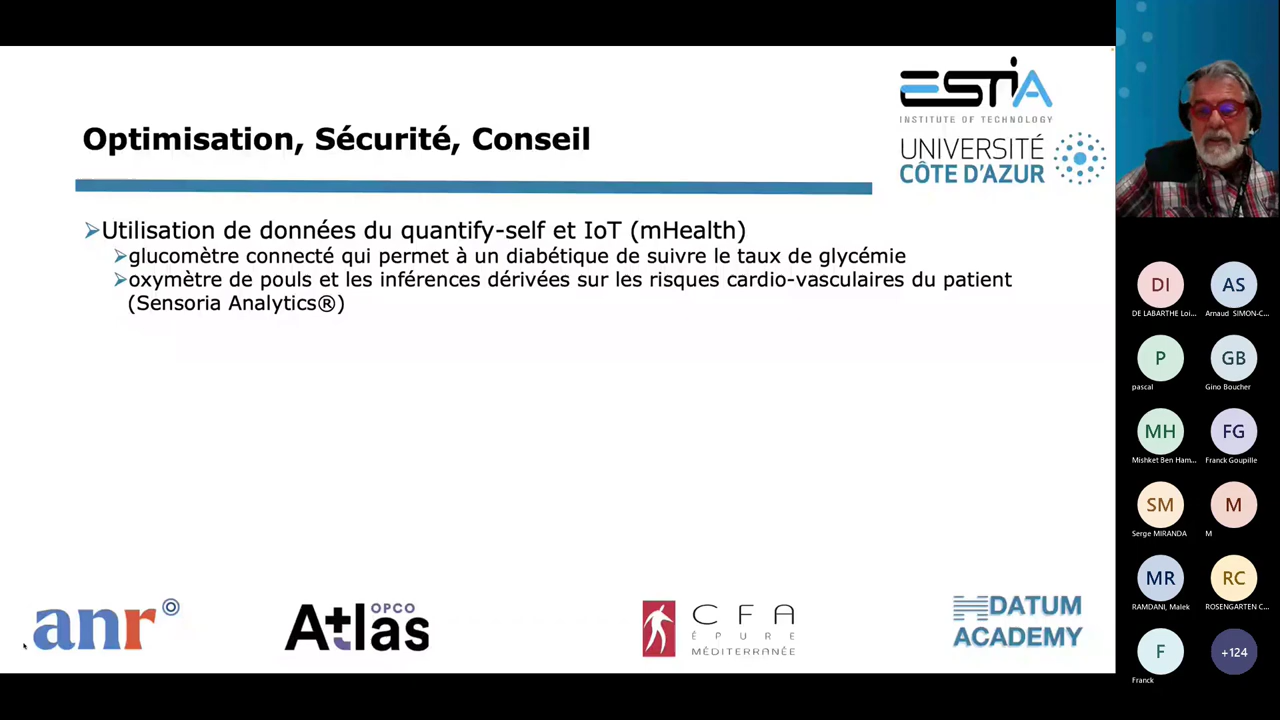 ESTIA
INSTITUTE OF TECHNOLOGY
UNIVERSITÉ
CÔTE D'AZUR
Optimisation, Sécurité, Conseil
Utilisation de données du quantify-self et IoT (mHealth)
glucomètre connecté qui permet à un diabétique de suivre le taux de glycémie
oxymètre de pouls et les inférences dérivées sur les risques cardio-vasculaires du patient
(Sensoria Analytics®)
anr
OPCO
Atlas
CFA
ÉPURE
MÉDITERRANÉE
DATUM
ACADEMY
DI
AS
DE LABARTHE Loi...
Arnaud SIMON-C...
P
GB
pascal
Gino Boucher
MH
FG
Mishket Ben Ham...
Franck Goupille
SM
M
Serge MIRANDA
M
MR
RC
RAMDANI, Malek
ROSENGARTEN C...
F
+124
Franck